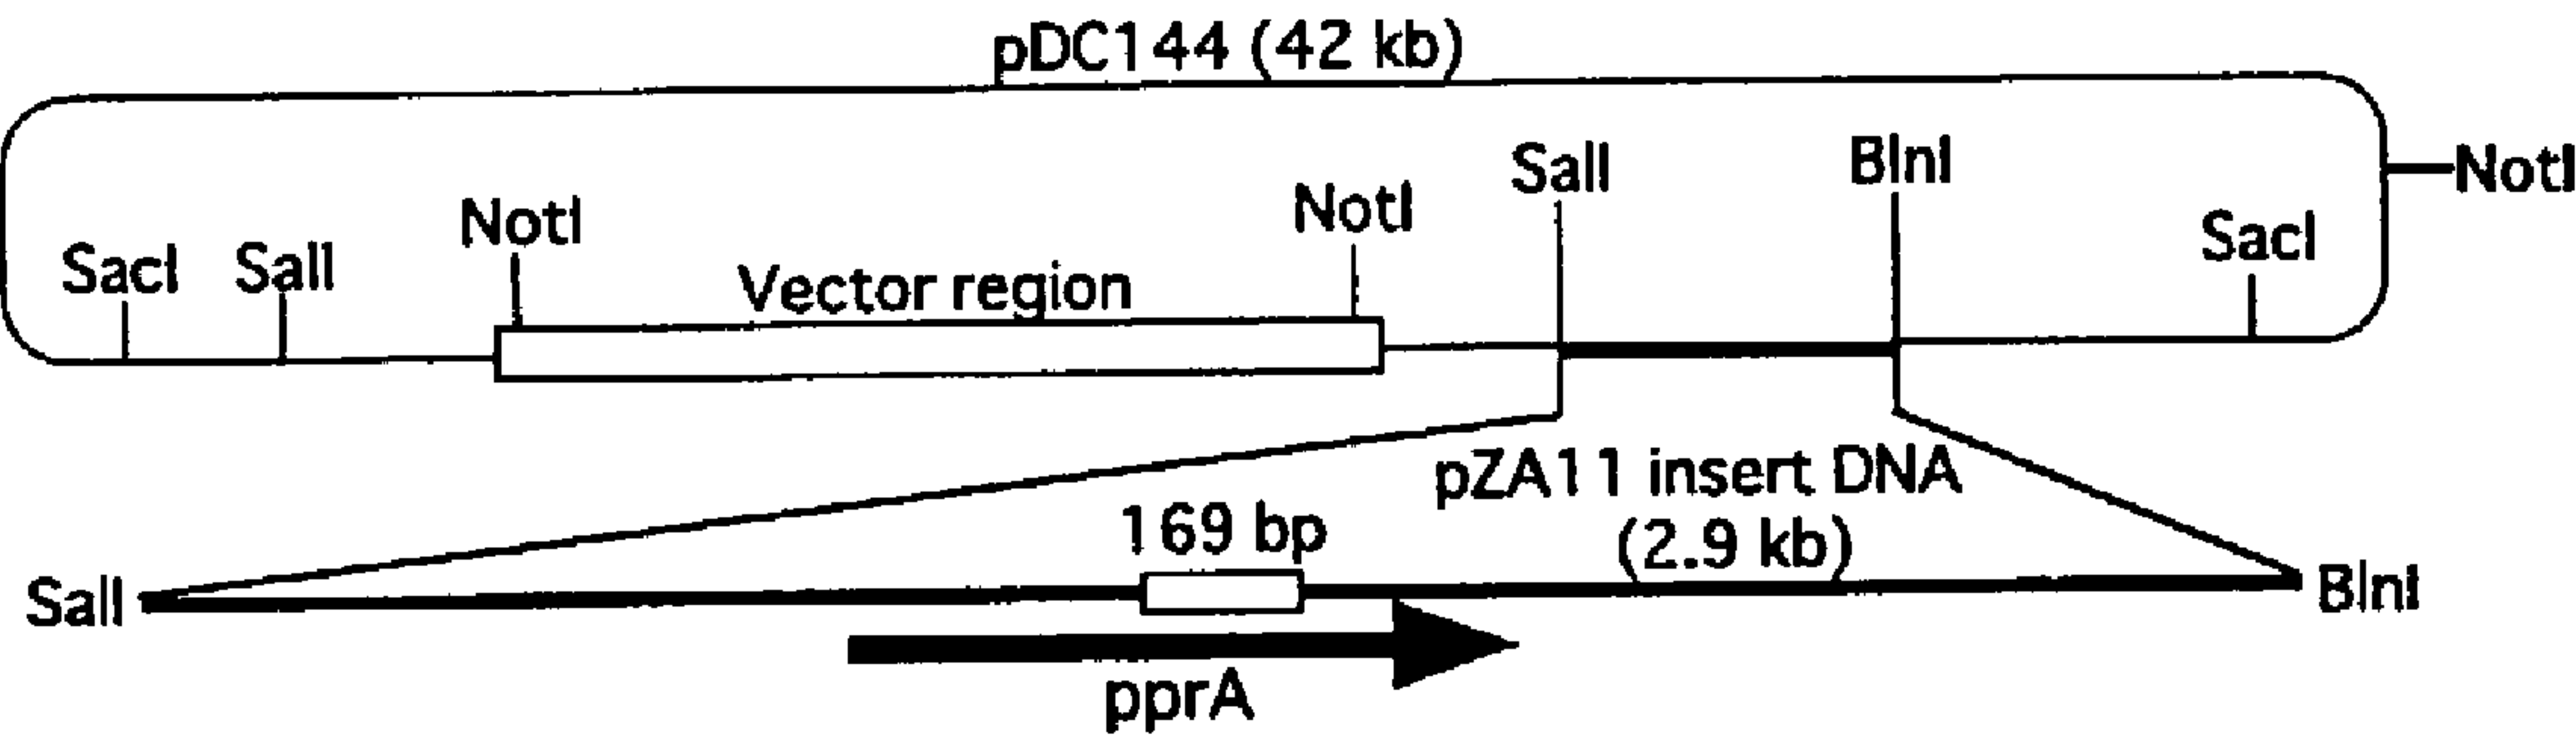 pDC144 (42 kb)
SalI
BlnI
NotI
NotI
NotI
SacI
SacI
SalI
Vector region
pZA11 insert DNA
(2.9 kb)
169 bp
SalI
BlnI
pprA